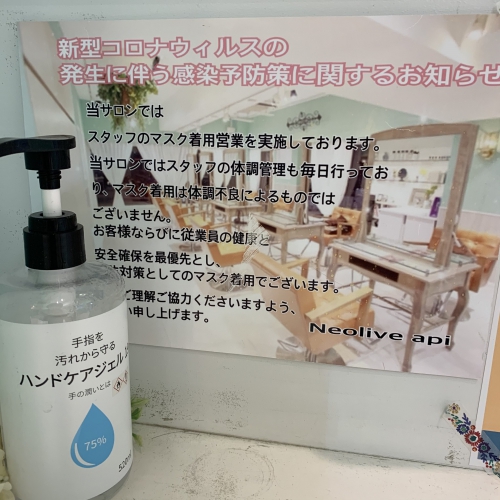 新型コロナウィルスの
発生に伴う感染予防策に関するお知らせ
当サロンでは
スタッフのマスク着用営業を実施しております。
当サロンではスタッフの体調管理も毎日行ってお
り、マスク着用は体調不良によるものでは
ございません。
お客様ならびに従業員の健康と
安全確保を最優先とし、
対策としてのマスク着用でございます。
ご理解ご協力くださいますよう、
い申し上げます。
Neolive api
手指を
汚れから守る
ハンドケアジェル
手の潤いとは
75%